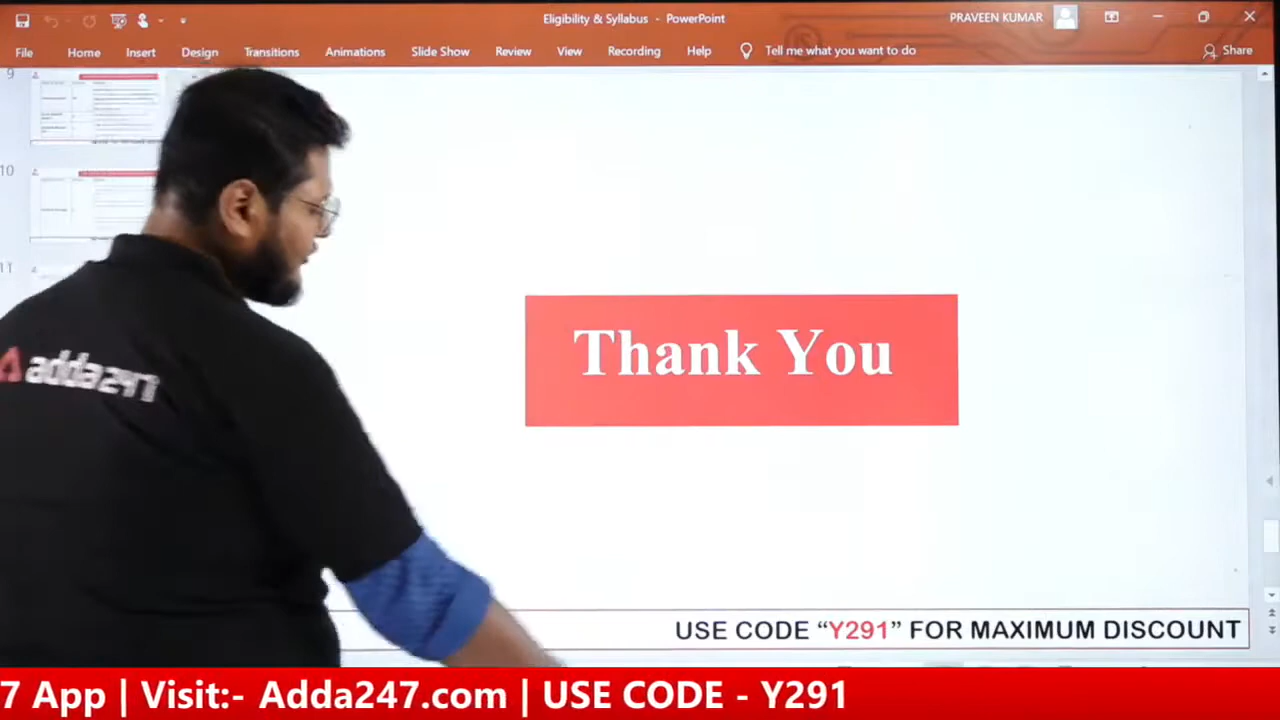 Eligibility & Syllabus - PowerPoint
PRAVEEN KUMAR
File Home Insert Design Transitions Animations Slide Show Review View Recording Help Tell me what you want to do Share
9
10
11
adda247
Thank You
USE CODE “Y291” FOR MAXIMUM DISCOUNT
7 App | Visit:- Adda247.com | USE CODE - Y291